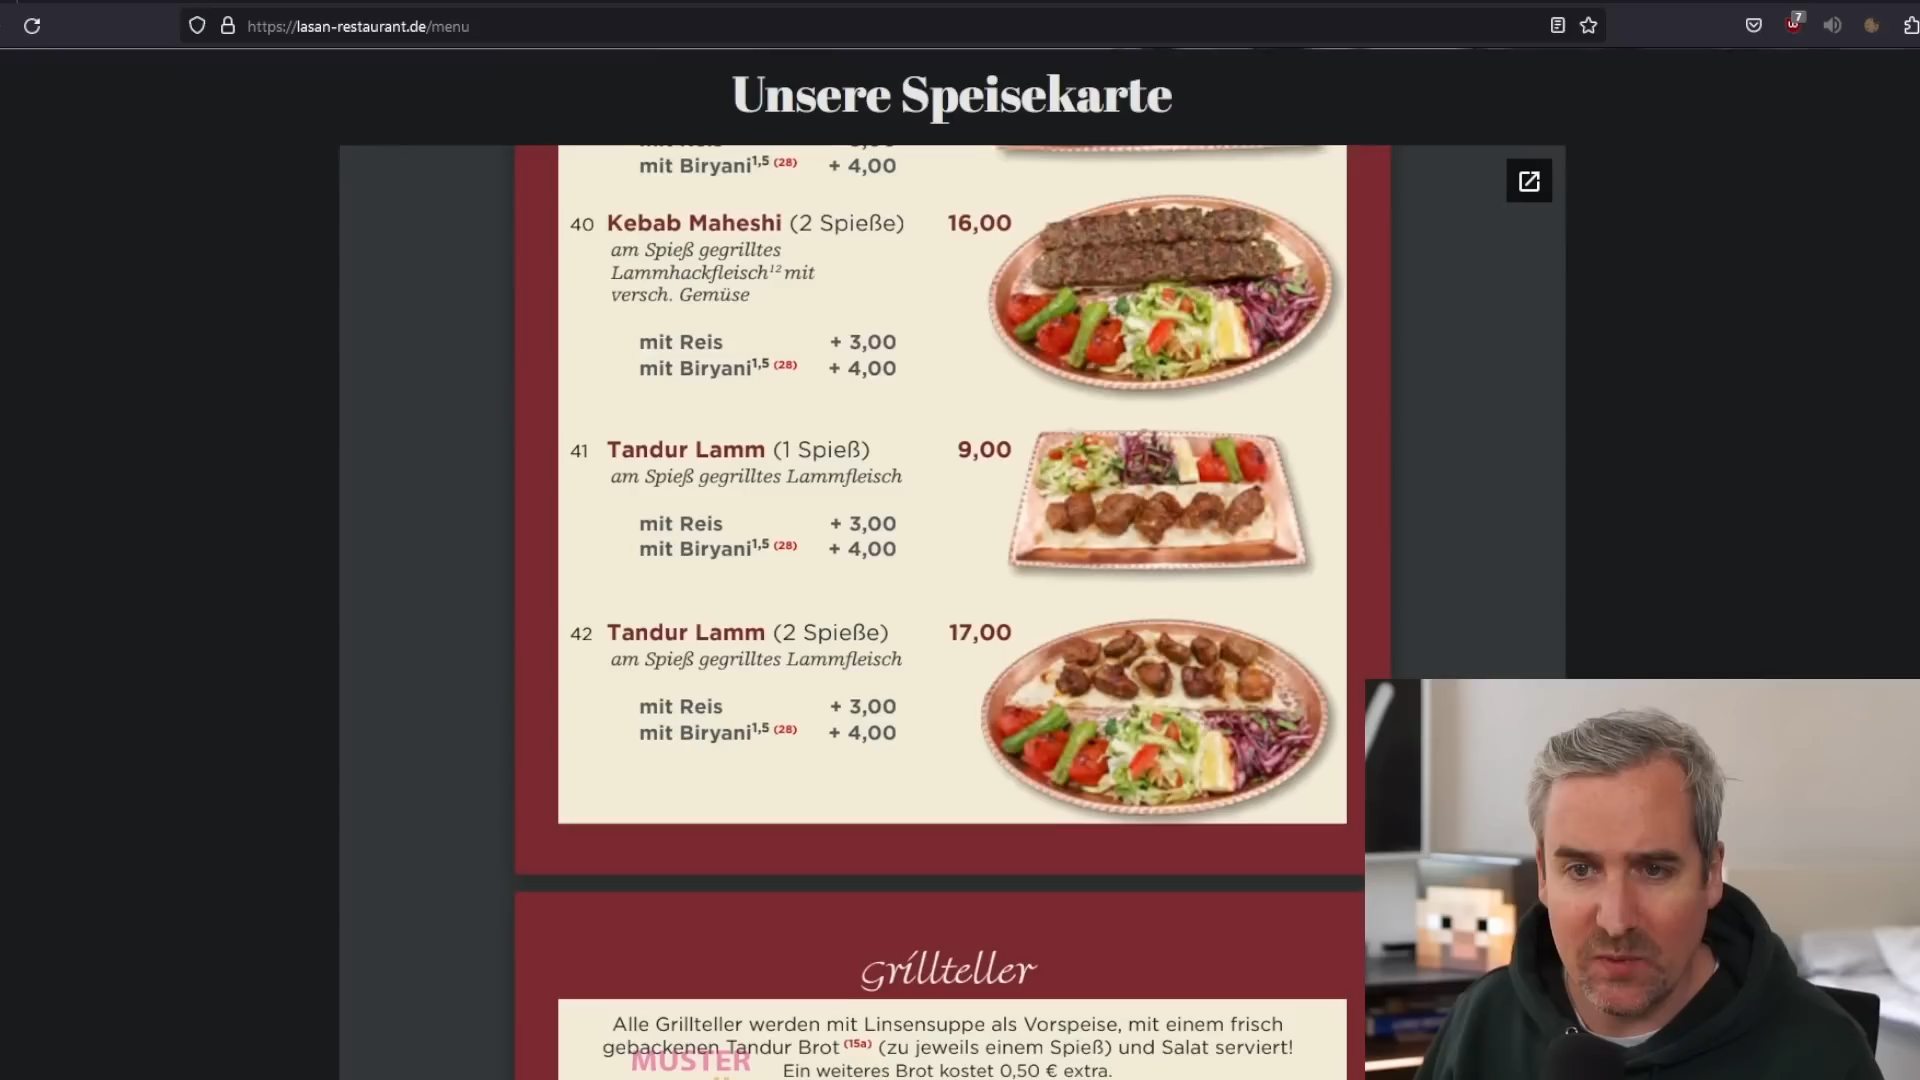 https://lasan-restaurant.de/menu
7
Unsere Speisekarte
mit Biryani1,5 (28) + 4,00
40 Kebab Maheshi (2 Spieße) 16,00
am Spieß gegrilltes
Lammhackfleisch12 mit
versch. Gemüse
mit Reis + 3,00
mit Biryani1,5 (28) + 4,00
41 Tandur Lamm (1 Spieß) 9,00
am Spieß gegrilltes Lammfleisch
mit Reis + 3,00
mit Biryani1,5 (28) + 4,00
42 Tandur Lamm (2 Spieße) 17,00
am Spieß gegrilltes Lammfleisch
mit Reis + 3,00
mit Biryani1,5 (28) + 4,00
Grillteller
Alle Grillteller werden mit Linsensuppe als Vorspeise, mit einem frisch
gebackenen Tandur Brot (15a) (zu jeweils einem Spieß) und Salat serviert!
MUSTER
Ein weiteres Brot kostet 0,50 € extra.